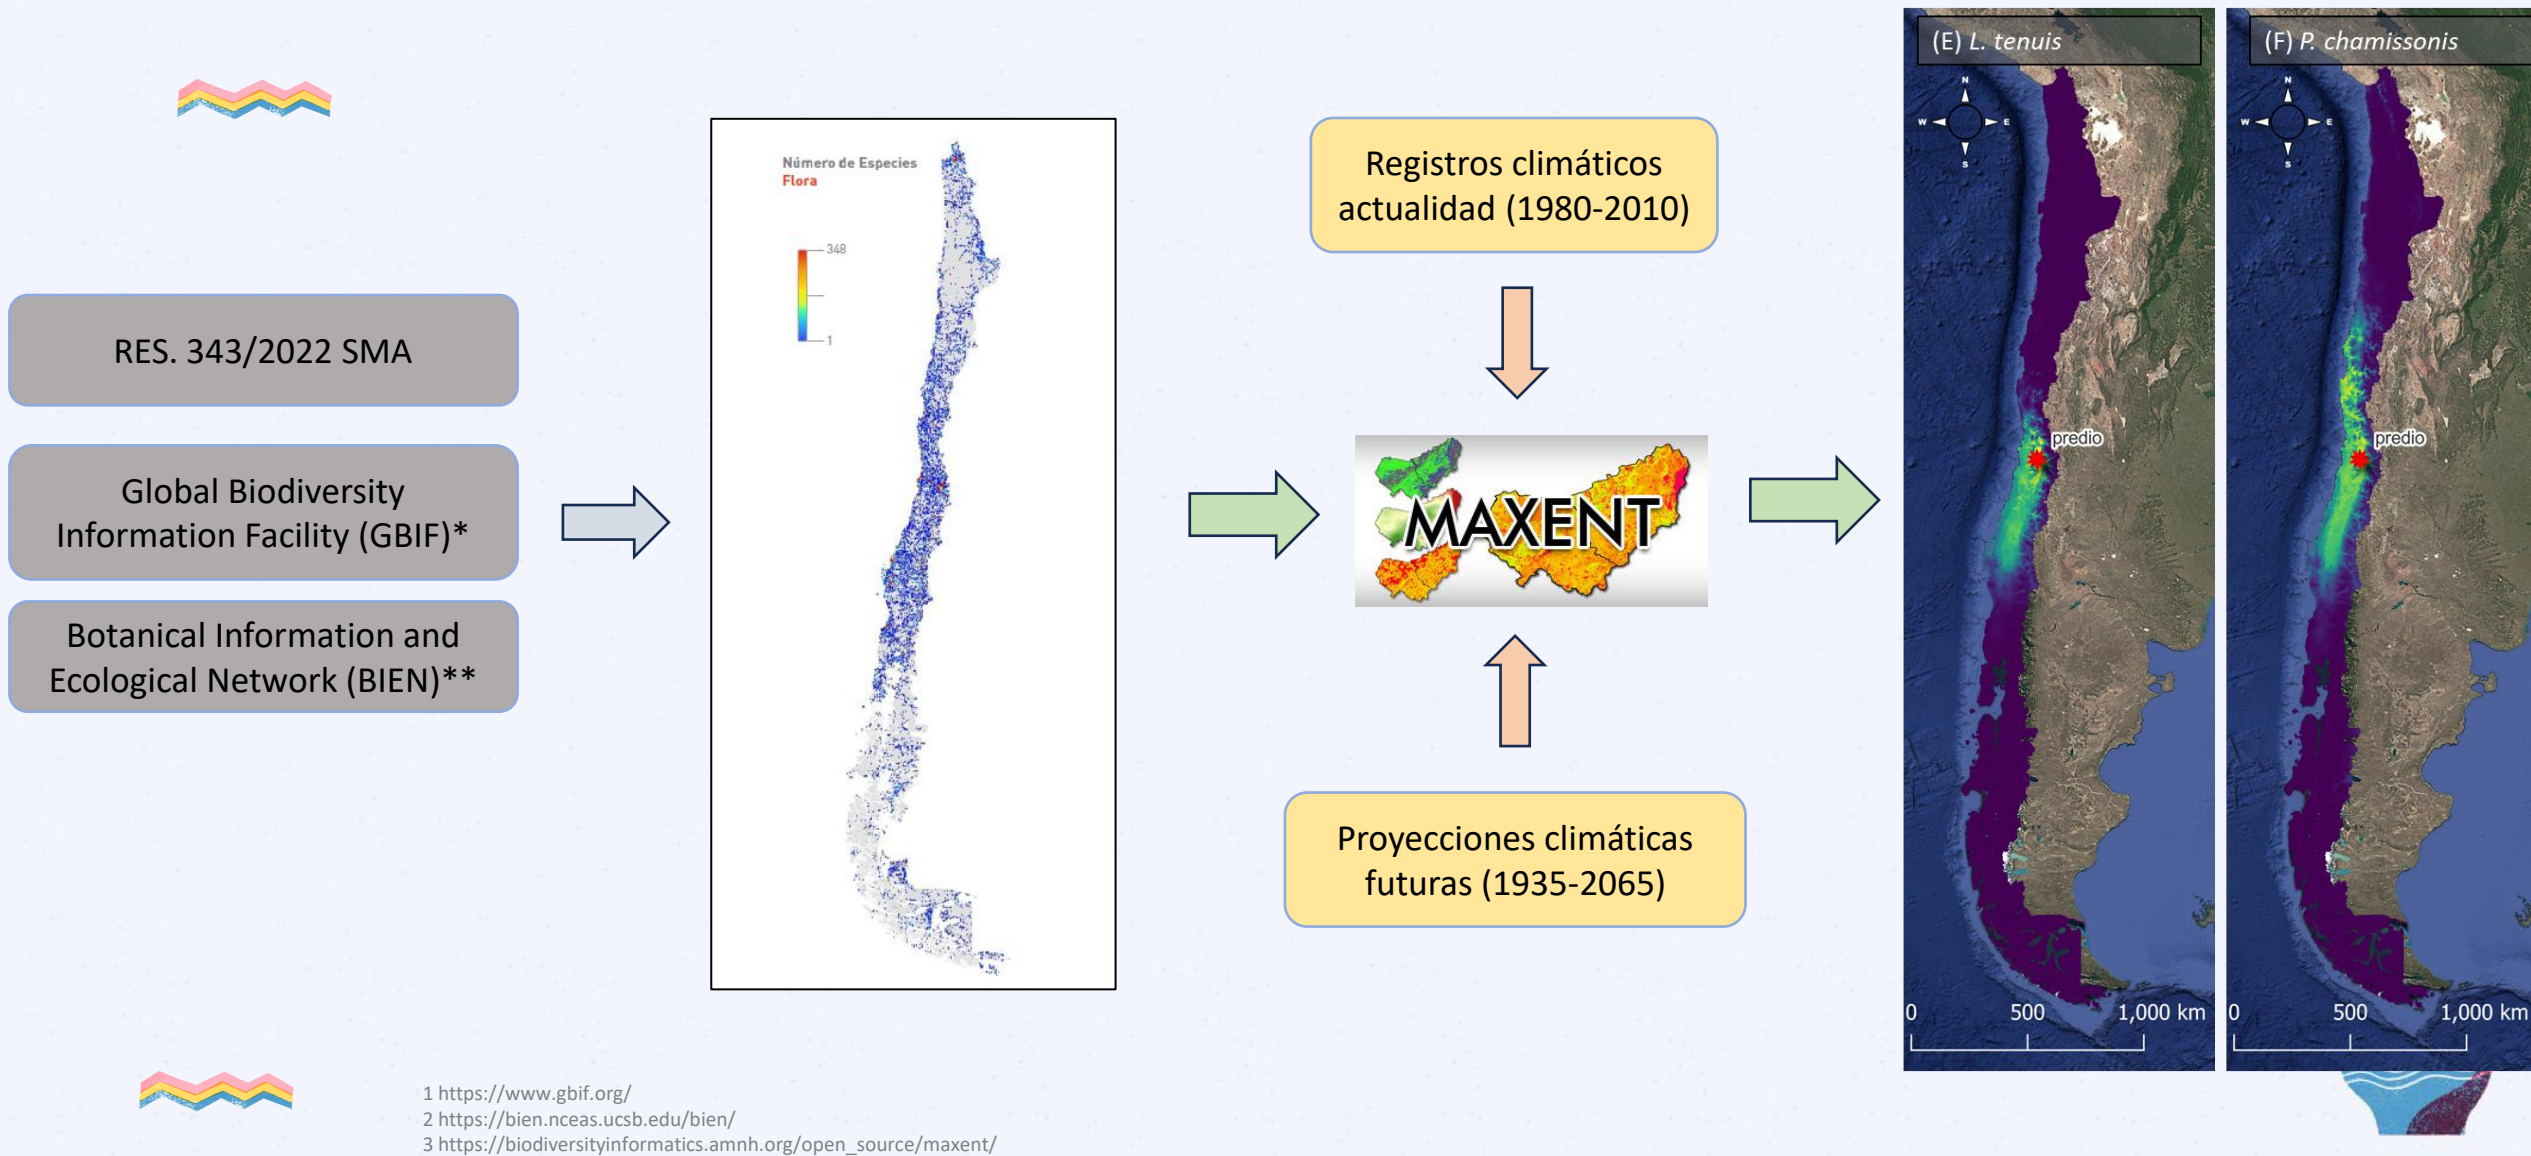 RES. 343/2022 SMA
Global Biodiversity
Information Facility (GBIF)*
Botanical Information and
Ecological Network (BIEN)**
Número de Especies
Flora
348
1
Registros climáticos
actualidad (1980-2010)
MAXENT
Proyecciones climáticas
futuras (1935-2065)
(E) L. tenuis
N
W
E
S
predio
0
500
1,000 km
(F) P. chamissonis
N
W
E
S
predio
0
500
1,000 km
1 https://www.gbif.org/
2 https://bien.nceas.ucsb.edu/bien/
3 https://biodiversityinformatics.amnh.org/open_source/maxent/